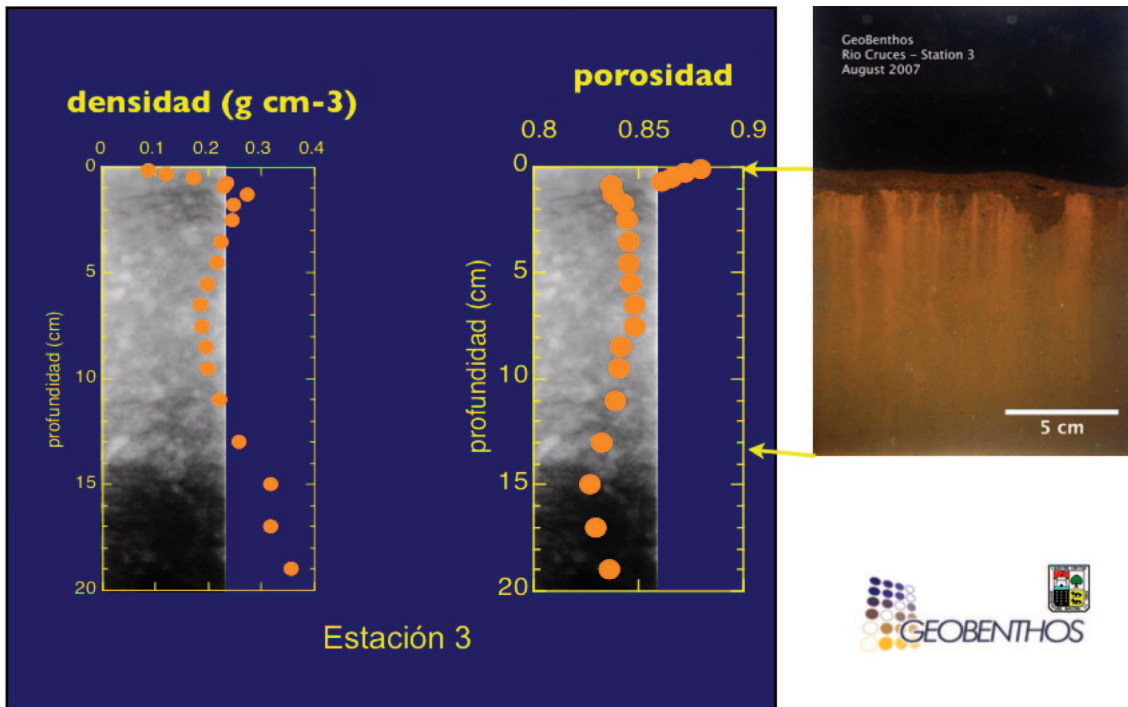 densidad (g cm-3)
0 0.1 0.2 0.3 0.4
0
5
10
15
20
profundidad (cm)
porosidad
0.8 0.85 0.9
0
5
10
15
20
profundidad (cm)
Estación 3
GeoBenthos
Rio Cruces - Station 3
August 2007
5 cm
GEOBENTHOS